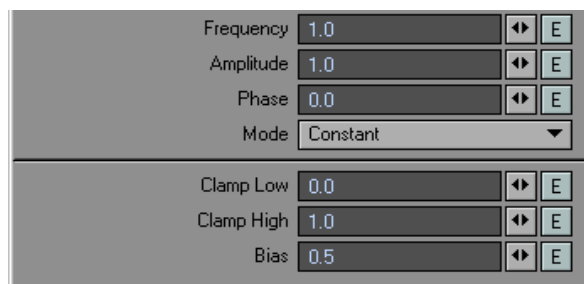 Frequency 1.0 E
Amplitude 1.0 E
Phase 0.0 E
Mode Constant
Clamp Low 0.0 E
Clamp High 1.0 E
Bias 0.5 E